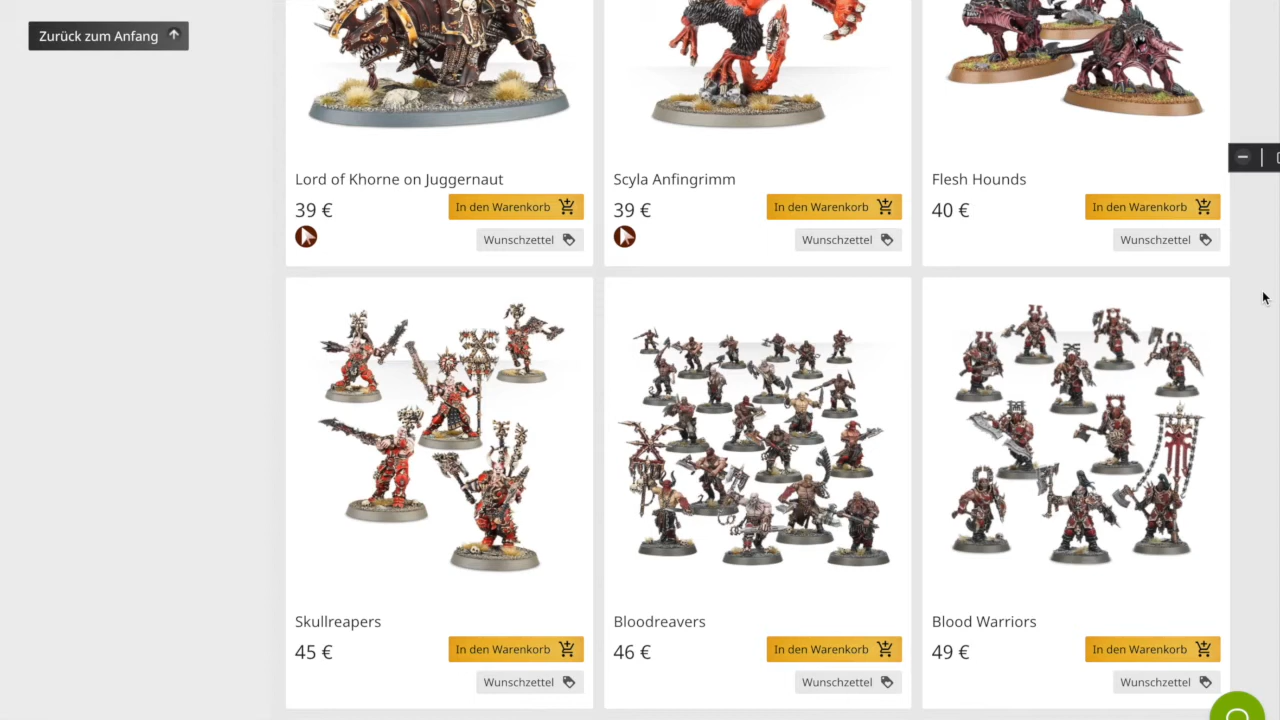 Zurück zum Anfang
Lord of Khorne on Juggernaut
39 €
In den Warenkorb
Wunschzettel
Scyla Anfingrimm
39 €
In den Warenkorb
Wunschzettel
Flesh Hounds
40 €
In den Warenkorb
Wunschzettel
Skullreapers
45 €
In den Warenkorb
Wunschzettel
Bloodreavers
46 €
In den Warenkorb
Wunschzettel
Blood Warriors
49 €
In den Warenkorb
Wunschzettel